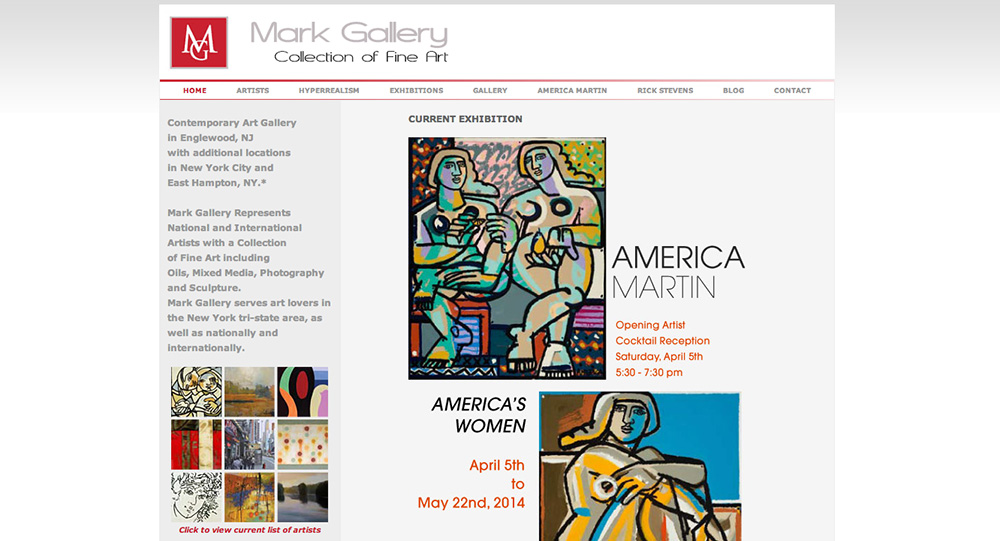 MG
Mark Gallery
Collection of Fine Art
HOME ARTISTS HYPERREALISM EXHIBITIONS GALLERY AMERICA MARTIN RICK STEVENS BLOG CONTACT
Contemporary Art Gallery
in Englewood, NJ
with additional locations
in New York City and
East Hampton, NY.*
Mark Gallery Represents
National and International
Artists with a Collection
of Fine Art including
Oils, Mixed Media, Photography
and Sculpture.
Mark Gallery serves art lovers in
the New York tri-state area, as
well as nationally and
internationally.
Click to view current list of artists
CURRENT EXHIBITION
AMERICA
MARTIN
Opening Artist
Cocktail Reception
Saturday, April 5th
5:30 - 7:30 pm
AMERICA'S
WOMEN
April 5th
to
May 22nd, 2014